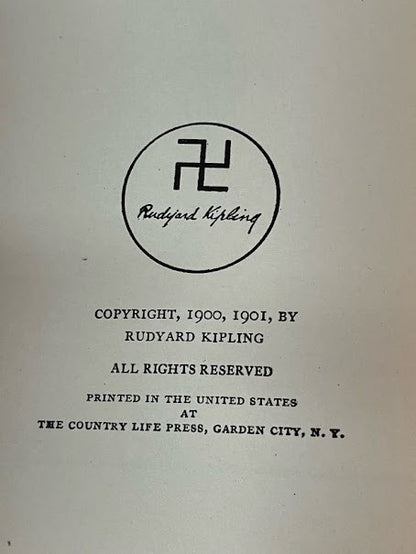 Rudyard Kipling
COPYRIGHT, 1900, 1901, BY
RUDYARD KIPLING
ALL RIGHTS RESERVED
PRINTED IN THE UNITED STATES
AT
THE COUNTRY LIFE PRESS, GARDEN CITY, N. Y.